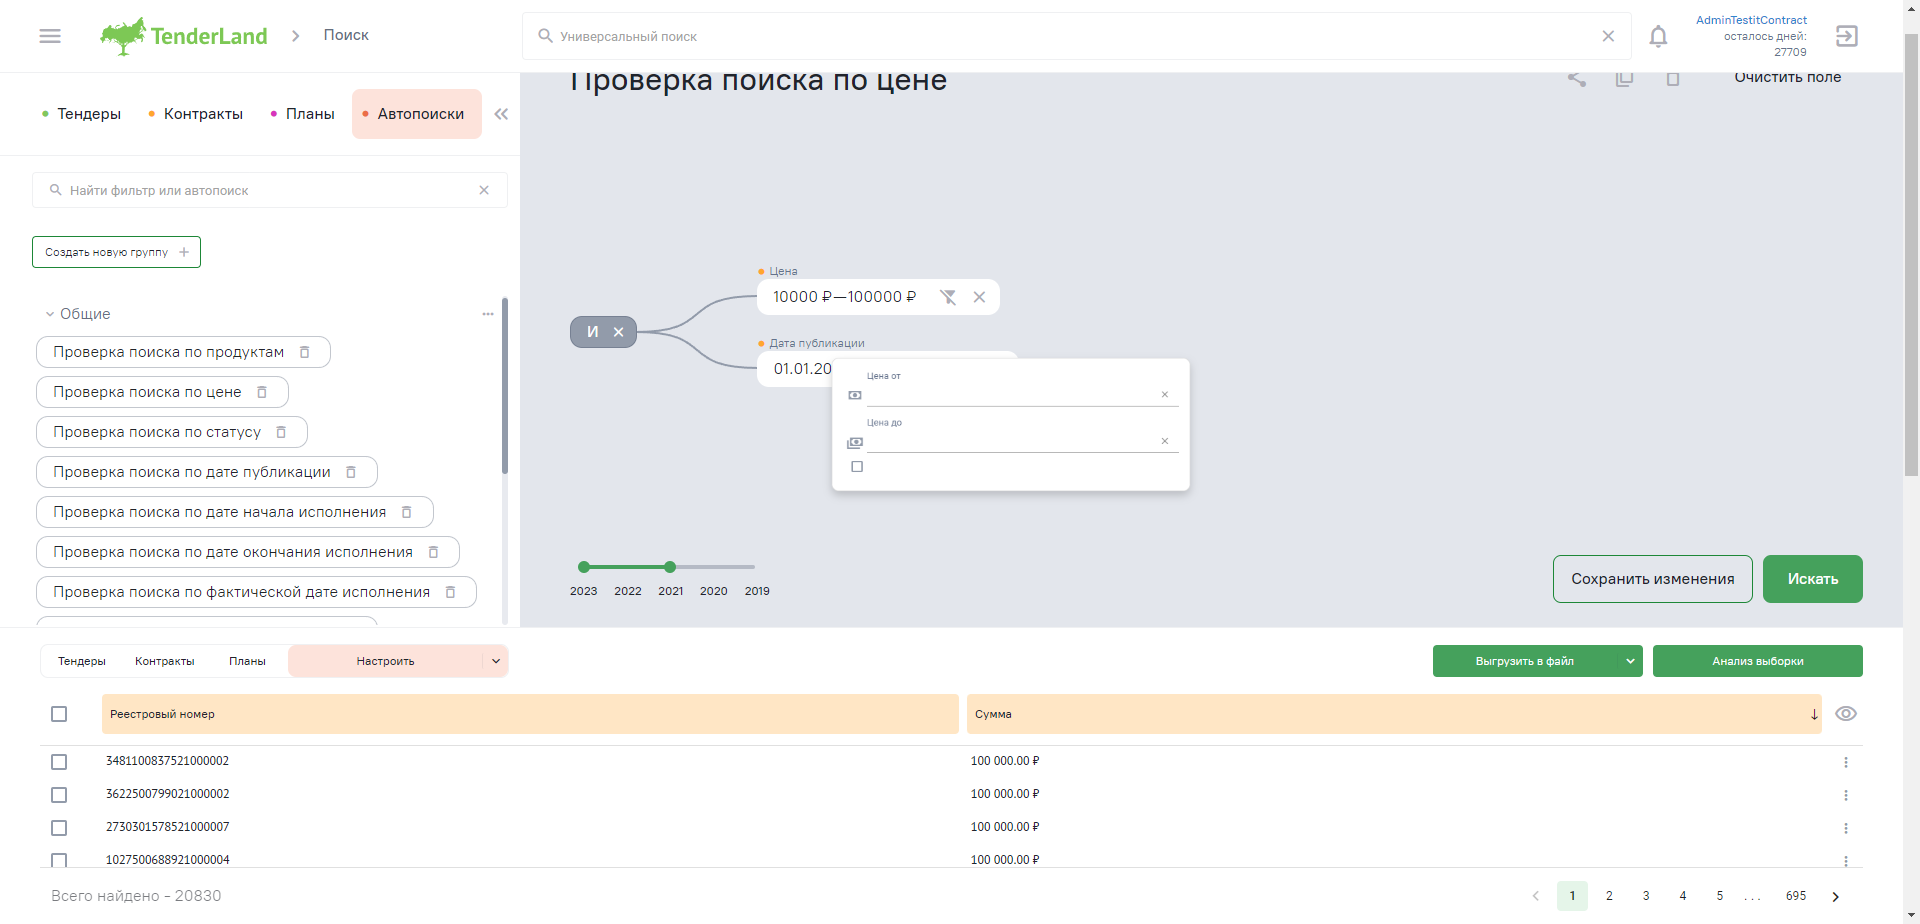 TenderLand
Поиск
Универсальный поиск
AdminTestitContract
осталось дней:
27709
Тендеры
Контракты
Планы
Автопоиски
Найти фильтр или автопоиск
Создать новую группу
Общие
Проверка поиска по продуктам
Проверка поиска по цене
Проверка поиска по статусу
Проверка поиска по дате публикации
Проверка поиска по дате начала исполнения
Проверка поиска по дате окончания исполнения
Проверка поиска по фактической дате исполнения
Проверка поиска по цене
Очистить поле
Цена
10000 ₽—100000 ₽
И
Дата публикации
01.01.20
Цена от
Цена до
2023 2022 2021 2020 2019
Сохранить изменения
Искать
Тендеры
Контракты
Планы
Настроить
Выгрузить в файл
Анализ выборки
Реестровый номер
Сумма
3481100837521000002 100 000.00 ₽
3622500799021000002 100 000.00 ₽
2730301578521000007 100 000.00 ₽
1027500688921000004 100 000.00 ₽
Всего найдено - 20830
1 2 3 4 5 ... 695